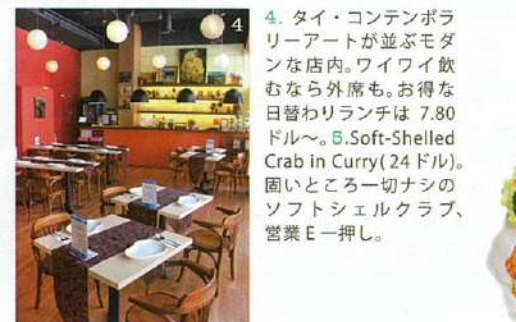 4
4. タイ・コンテンポラ
リーアートが並ぶモダ
ンな店内。ワイワイ飲
むなら外席も。お得な
日替わりランチは 7.80
ドル〜。5.Soft-Shelled
Crab in Curry(24ドル)。
固いところ一切ナシの
ソフトシェルクラブ、
営業E一押し。